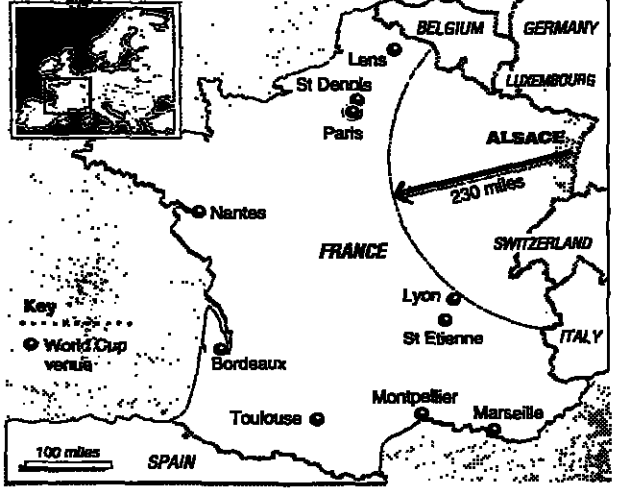 BELGIUM
GERMANY
Lens
LUXEMBOURG
St Dennis
Paris
ALSACE
230 miles
Nantes
SWITZERLAND
FRANCE
Lyon
Key
World Cup
venue
St Etienne
ITALY
Bordeaux
Montpellier
Toulouse
Marseille
100 miles
SPAIN